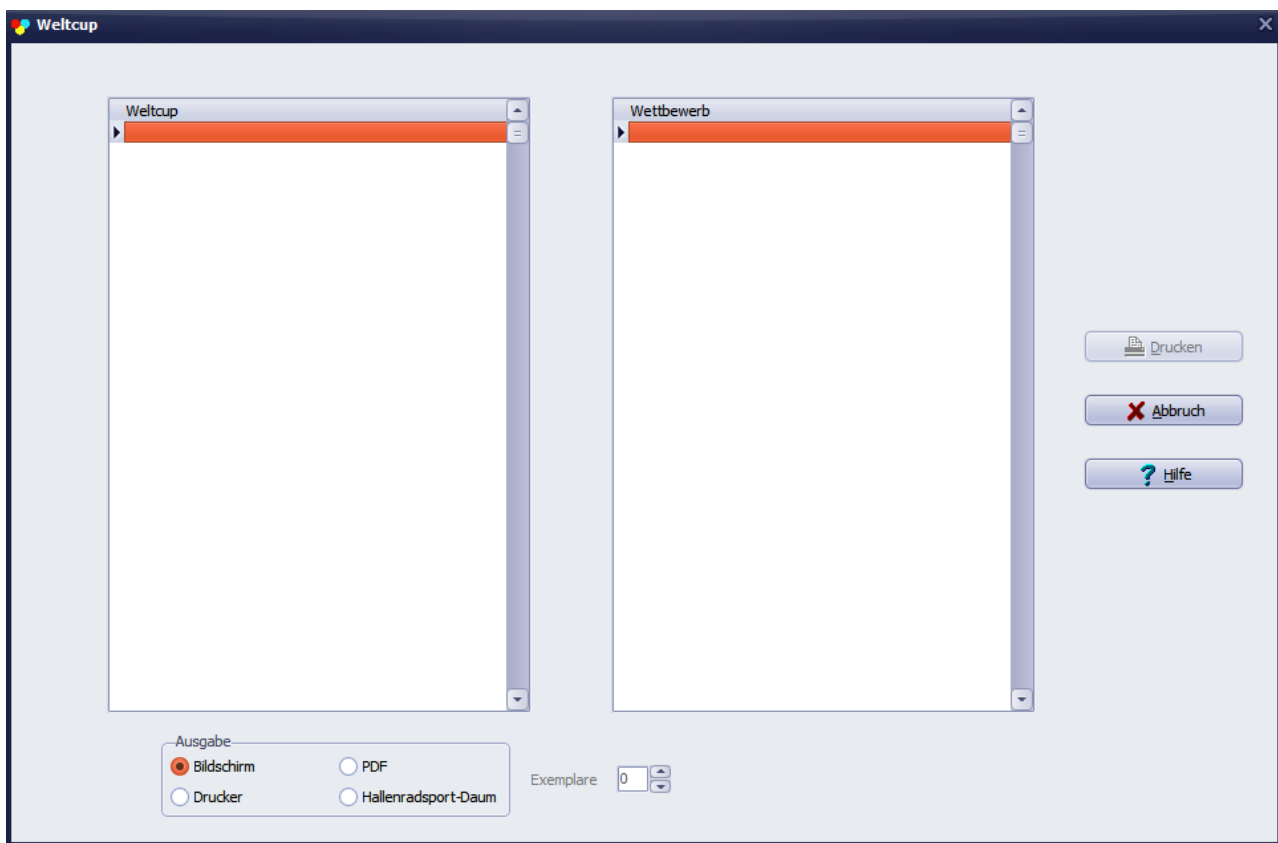 Weltcup
Weltcup
Wettbewerb
Drucken
Abbruch
Hilfe
Ausgabe
Bildschirm
PDF
Drucker
Hallenradsport-Daum
Exemplare 0